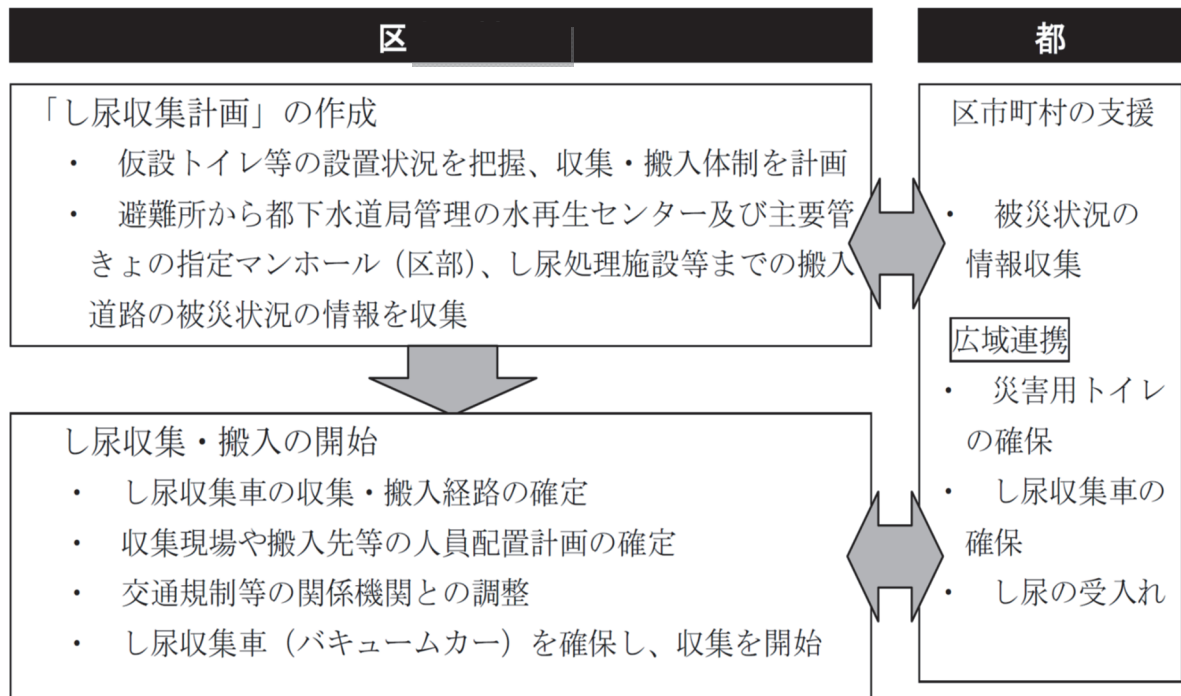 区
「し尿収集計画」の作成
・ 仮設トイレ等の設置状況を把握、収集・搬入体制を計画
・ 避難所から都下水道局管理の水再生センター及び主要管
きょの指定マンホール（区部）、し尿処理施設等までの搬入
道路の被災状況の情報を収集
し尿収集・搬入の開始
・ し尿収集車の収集・搬入経路の確定
・ 収集現場や搬入先等の人員配置計画の確定
・ 交通規制等の関係機関との調整
・ し尿収集車（バキュームカー）を確保し、収集を開始
都
区市町村の支援
・ 被災状況の
情報収集
広域連携
・ 災害用トイレ
の確保
・ し尿収集車の
確保
・ し尿の受入れ